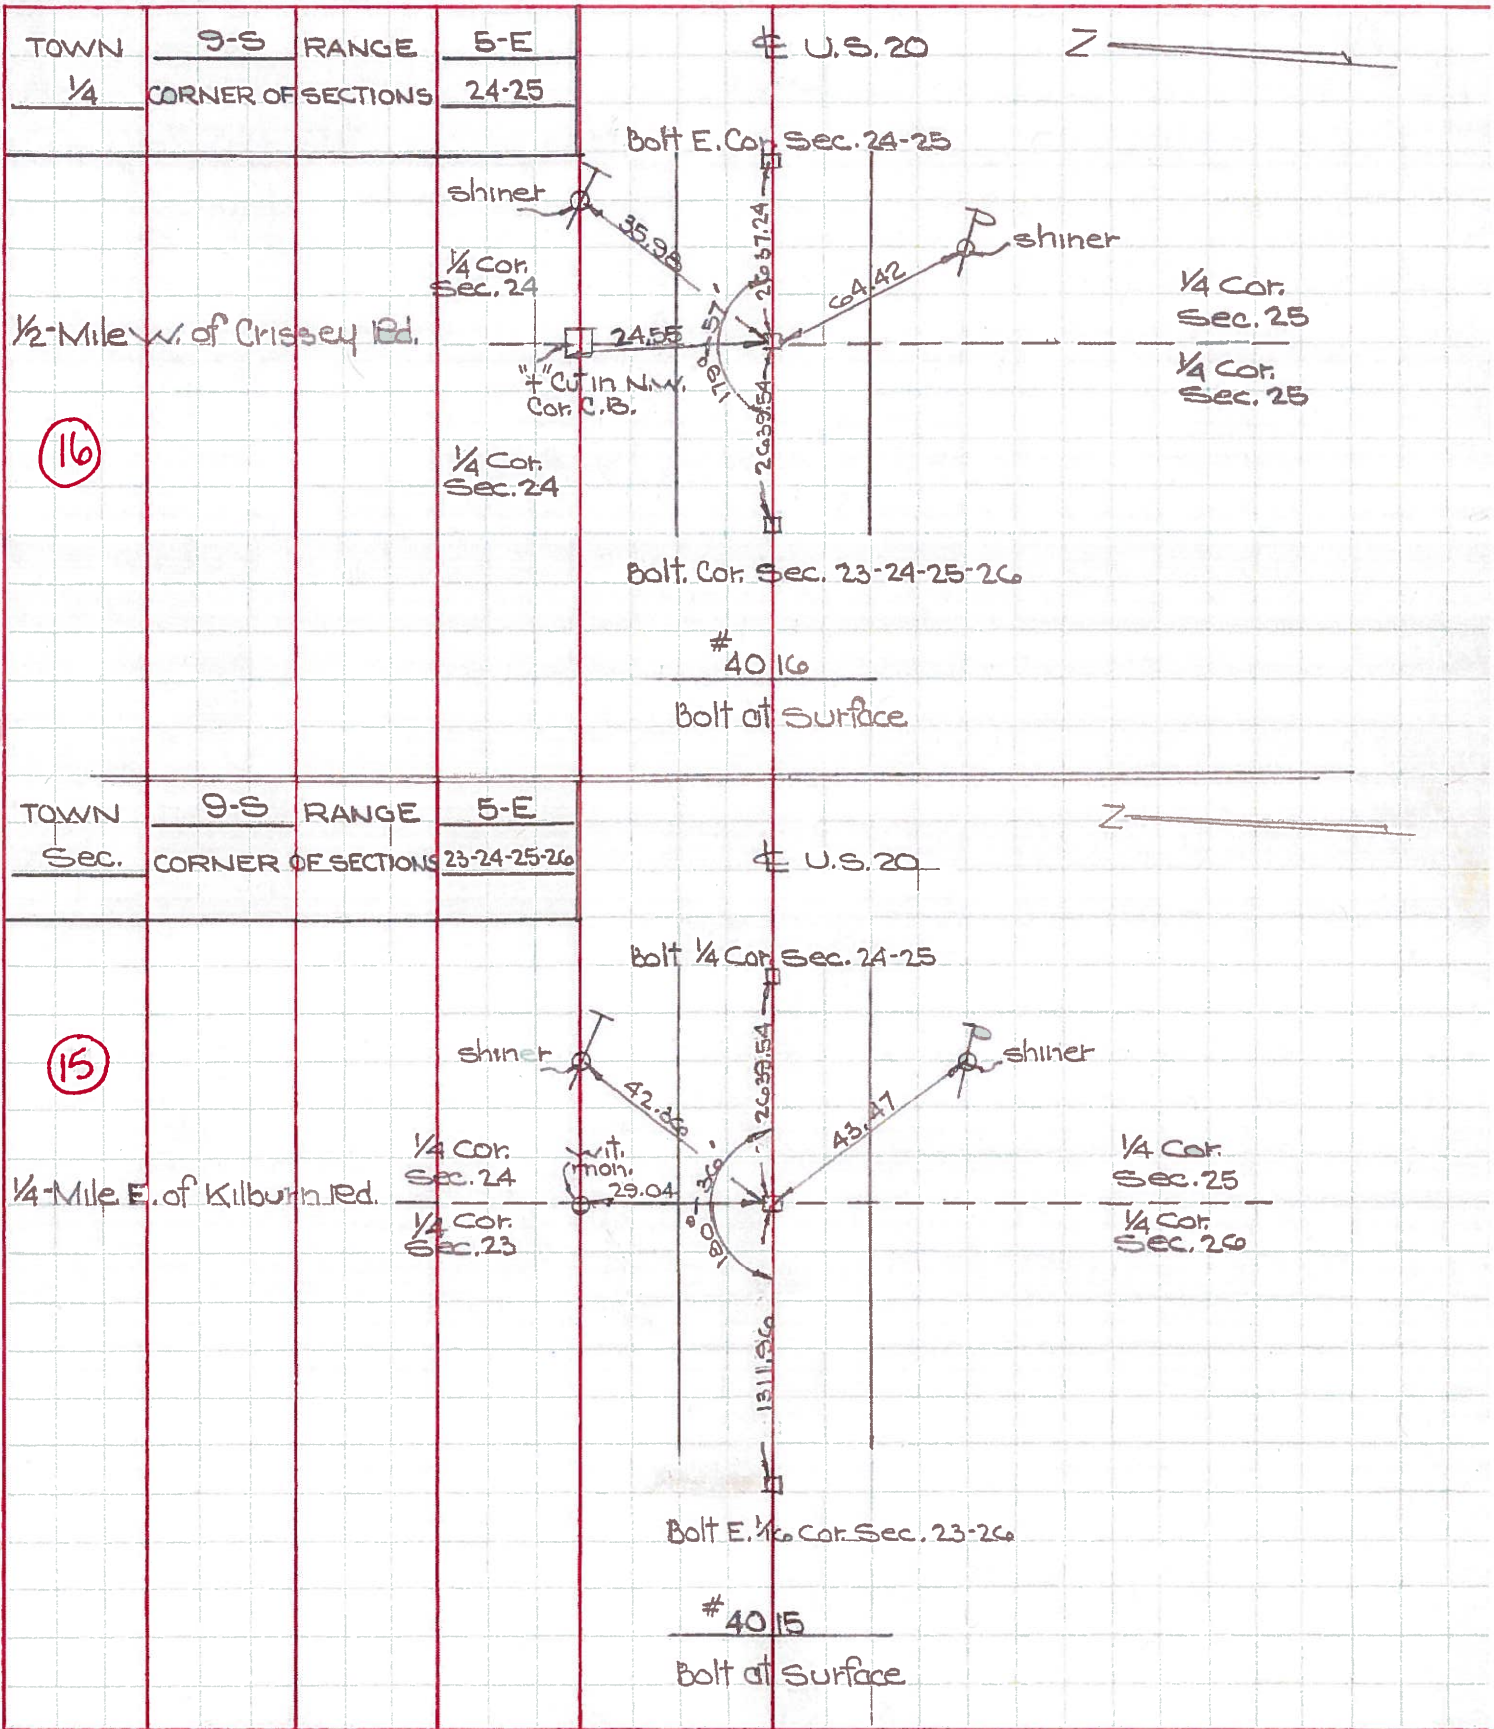 TOWN 9-S RANGE 5-E
1/4 CORNER OF SECTIONS 24-25
℄ U.S. 20
Z
Bolt E. Cor. Sec. 24-25
shiner
35.98
2637.24
64.42
shiner
1/4 Cor.
Sec. 24
1/4 Cor.
Sec. 25
1/2-Mile W. of Crissey Rd.
24.55
179°-57'
"+" Cut in N.W.
Cor. C.B.
1/4 Cor.
Sec. 25
16
1/4 Cor.
Sec. 24
2639.54
Bolt. Cor. Sec. 23-24-25-26
#4016
Bolt at Surface
TOWN 9-S RANGE 5-E
Sec. CORNER OF SECTIONS 23-24-25-26
℄ U.S. 20
Z
Bolt 1/4 Cor. Sec. 24-25
15
shiner
42.36
2639.54
43.47
shiner
1/4 Cor.
Sec. 24
wit.
mon.
1/4 Cor.
Sec. 25
1/4-Mile E. of Kilburn Rd.
29.04
180°-36'
1/4 Cor.
Sec. 23
1/4 Cor.
Sec. 26
1311.96
Bolt E. 1/16 Cor. Sec. 23-26
#4015
Bolt at Surface